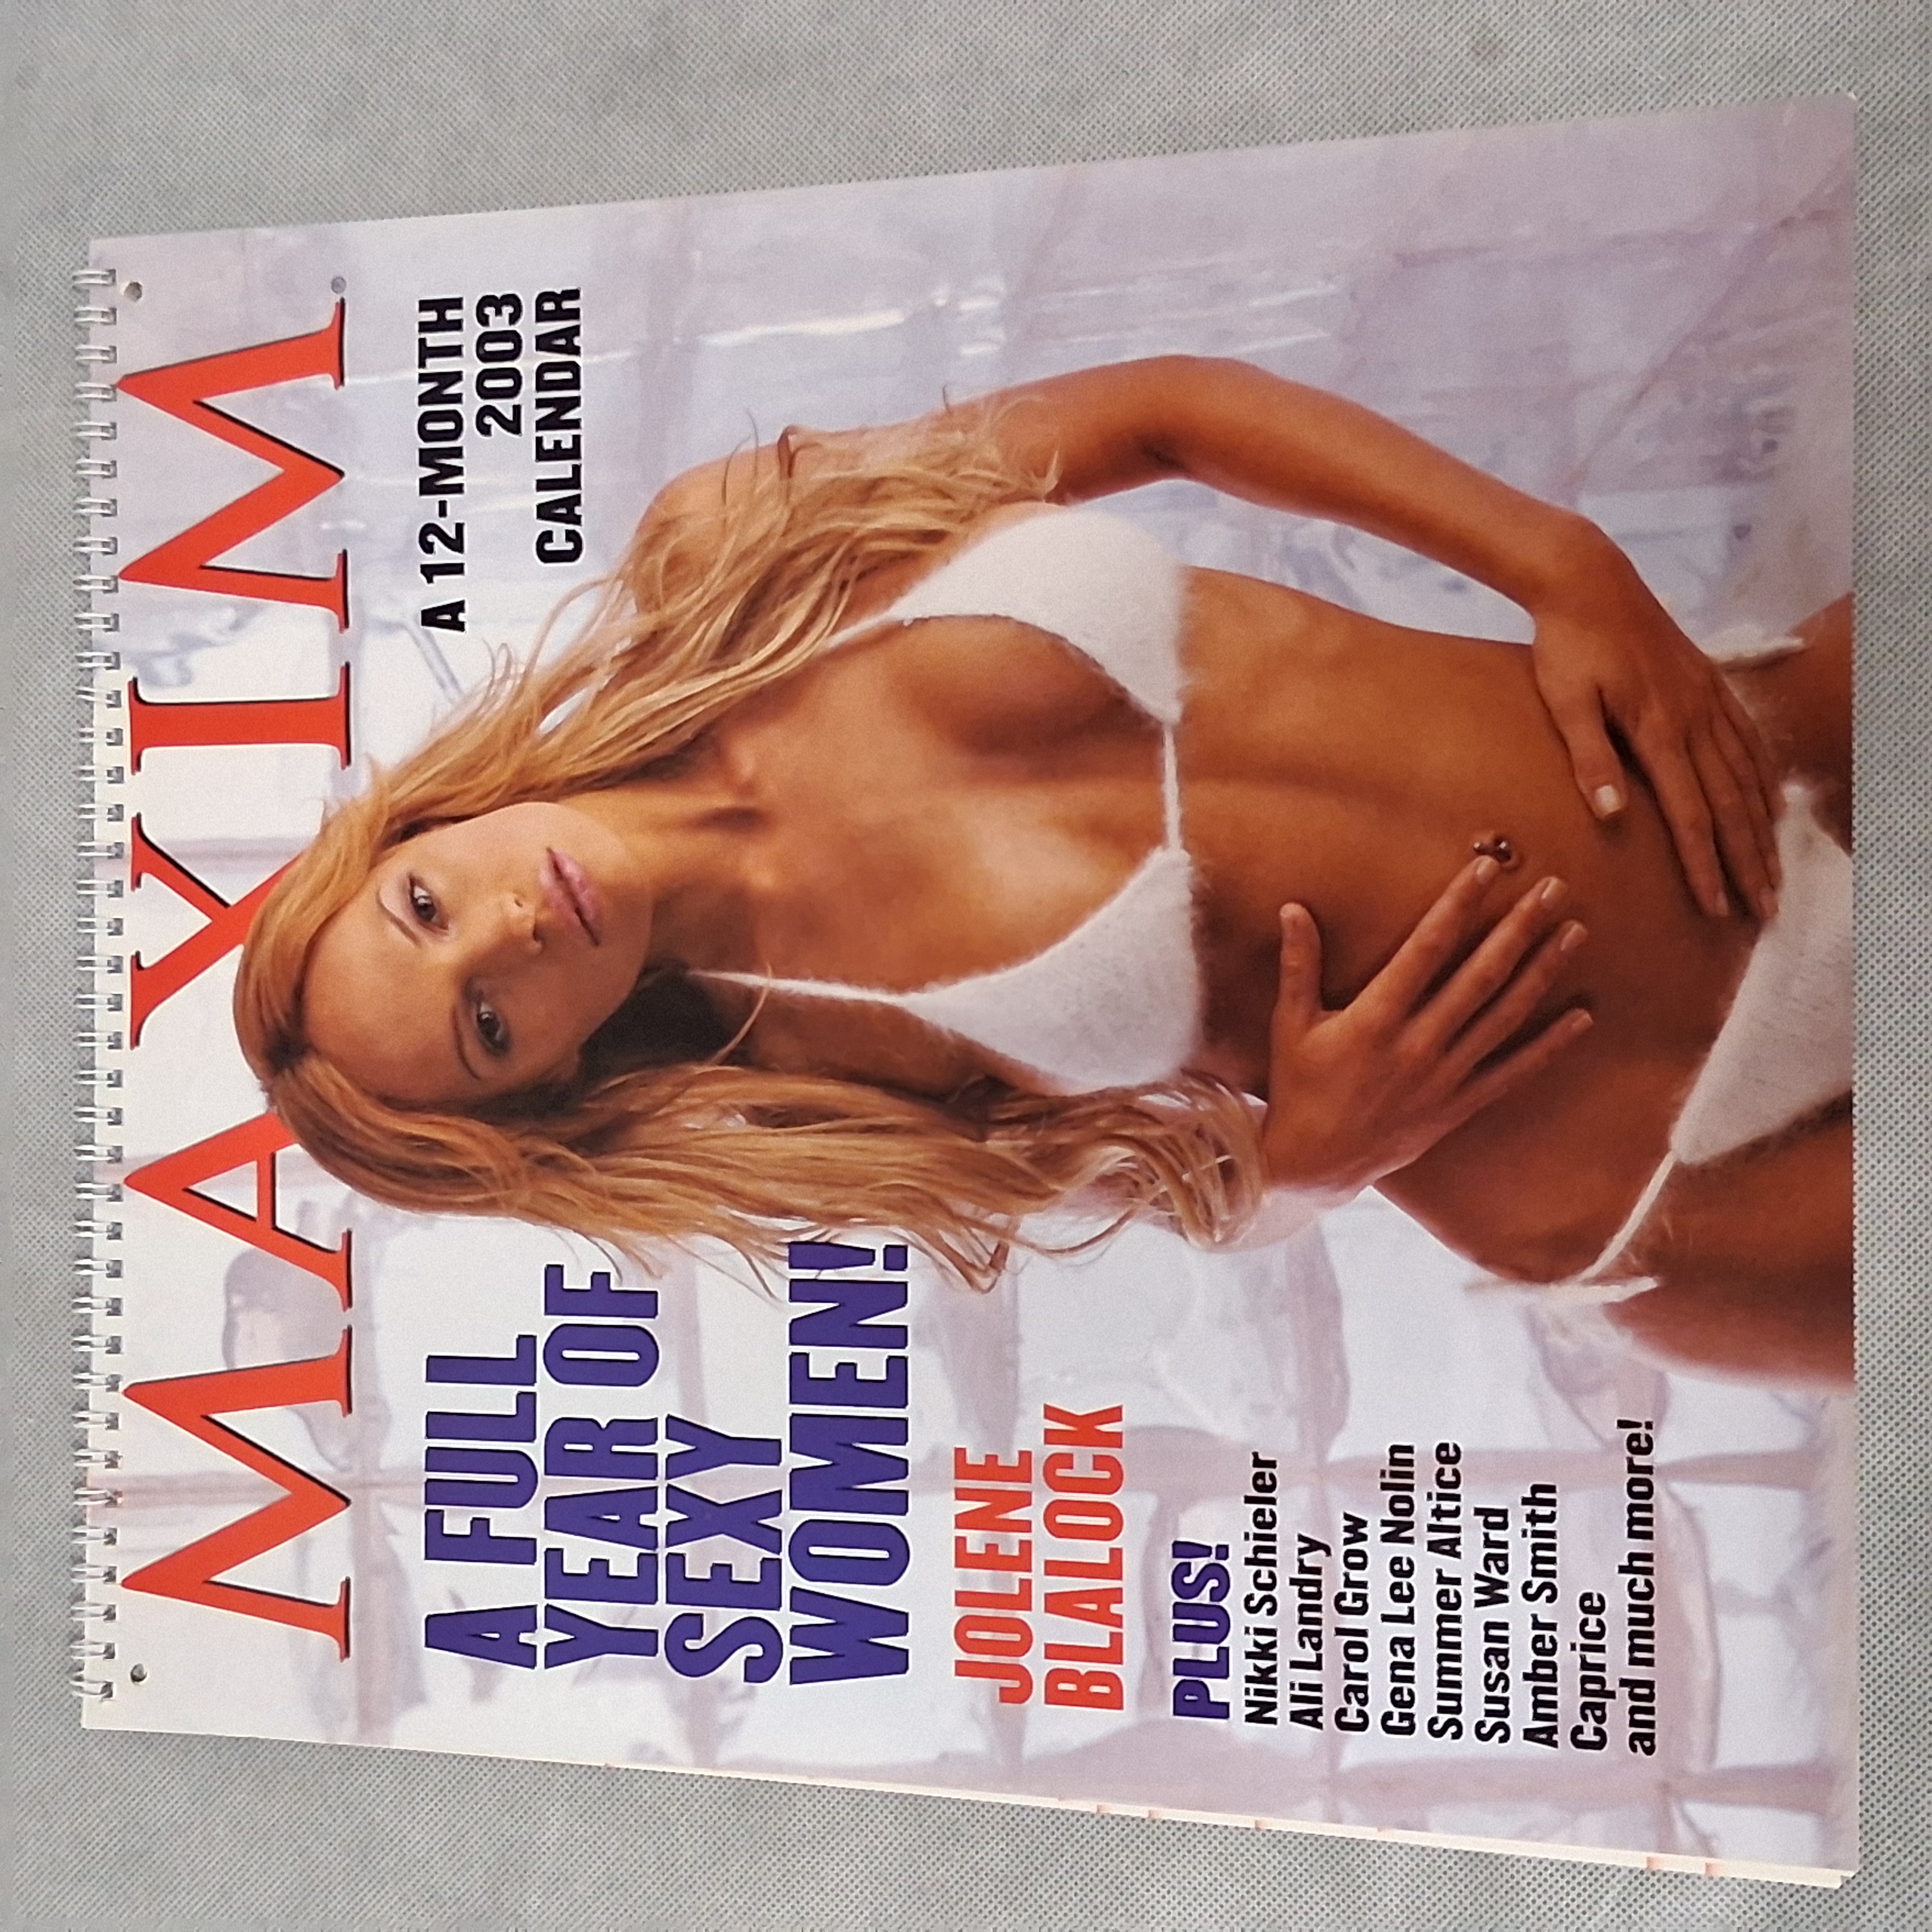 MAXIM
A 12-MONTH
2003
CALENDAR
A FULL
YEAR OF
SEXY
WOMEN!
JOLENE
BLALOCK
PLUS!
Nikki Schieler
Ali Landry
Carol Grow
Gena Lee Nolin
Summer Altice
Susan Ward
Amber Smith
Caprice
and much more!